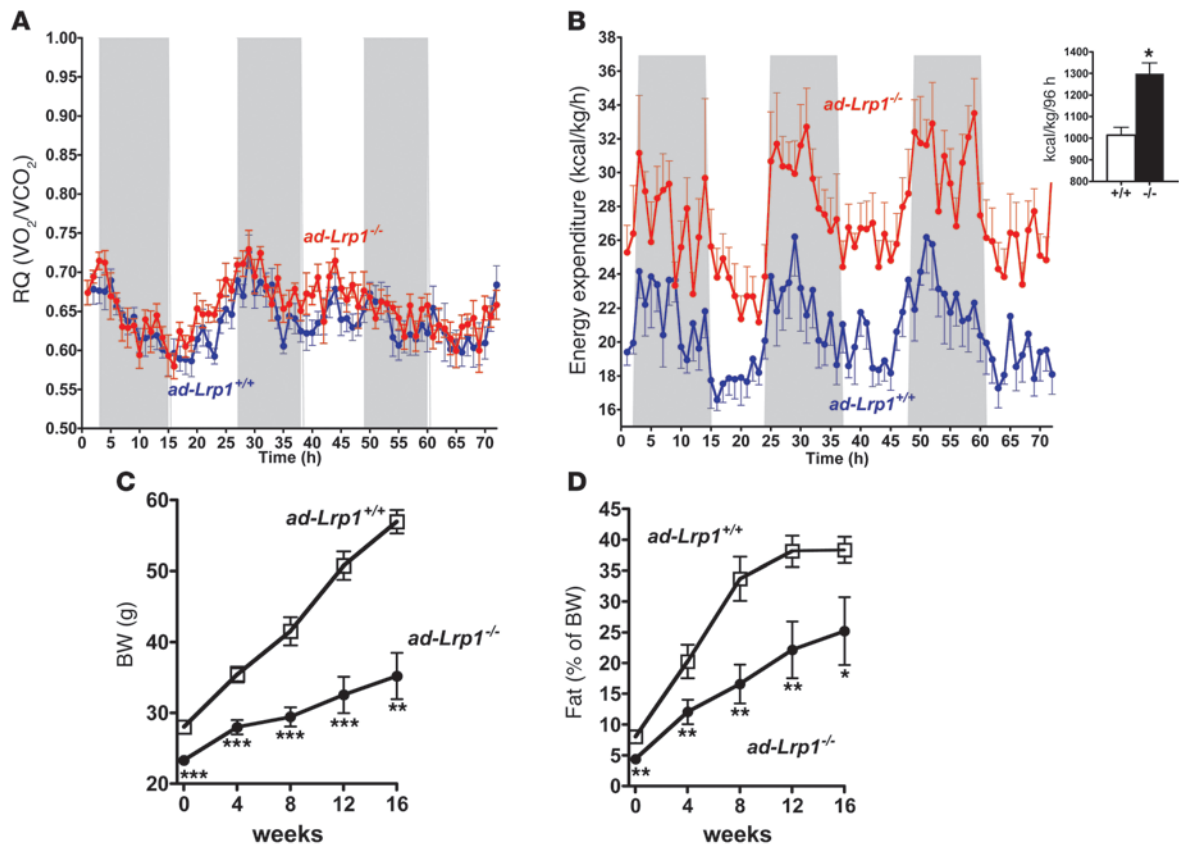 A
RQ (VO2/VCO2)
1.00
0.95
0.90
0.85
0.80
0.75
0.70
0.65
0.60
0.55
0.50
ad-Lrp1-/-
ad-Lrp1+/+
0 5 10 15 20 25 30 35 40 45 50 55 60 65 70
Time (h)
B
Energy expenditure (kcal/kg/h)
38
36
34
32
30
28
26
24
22
20
18
16
ad-Lrp1-/-
ad-Lrp1+/+
0 5 10 15 20 25 30 35 40 45 50 55 60 65 70
Time (h)
kcal/kg/96 h
1400
1300
1200
1100
1000
900
800
*
+/+ -/-
C
BW (g)
60
50
40
30
20
ad-Lrp1+/+
ad-Lrp1-/-
*** *** *** *** **
0 4 8 12 16
weeks
D
Fat (% of BW)
45
40
35
30
25
20
15
10
5
0
ad-Lrp1+/+
** ** ** ** *
ad-Lrp1-/-
0 4 8 12 16
weeks